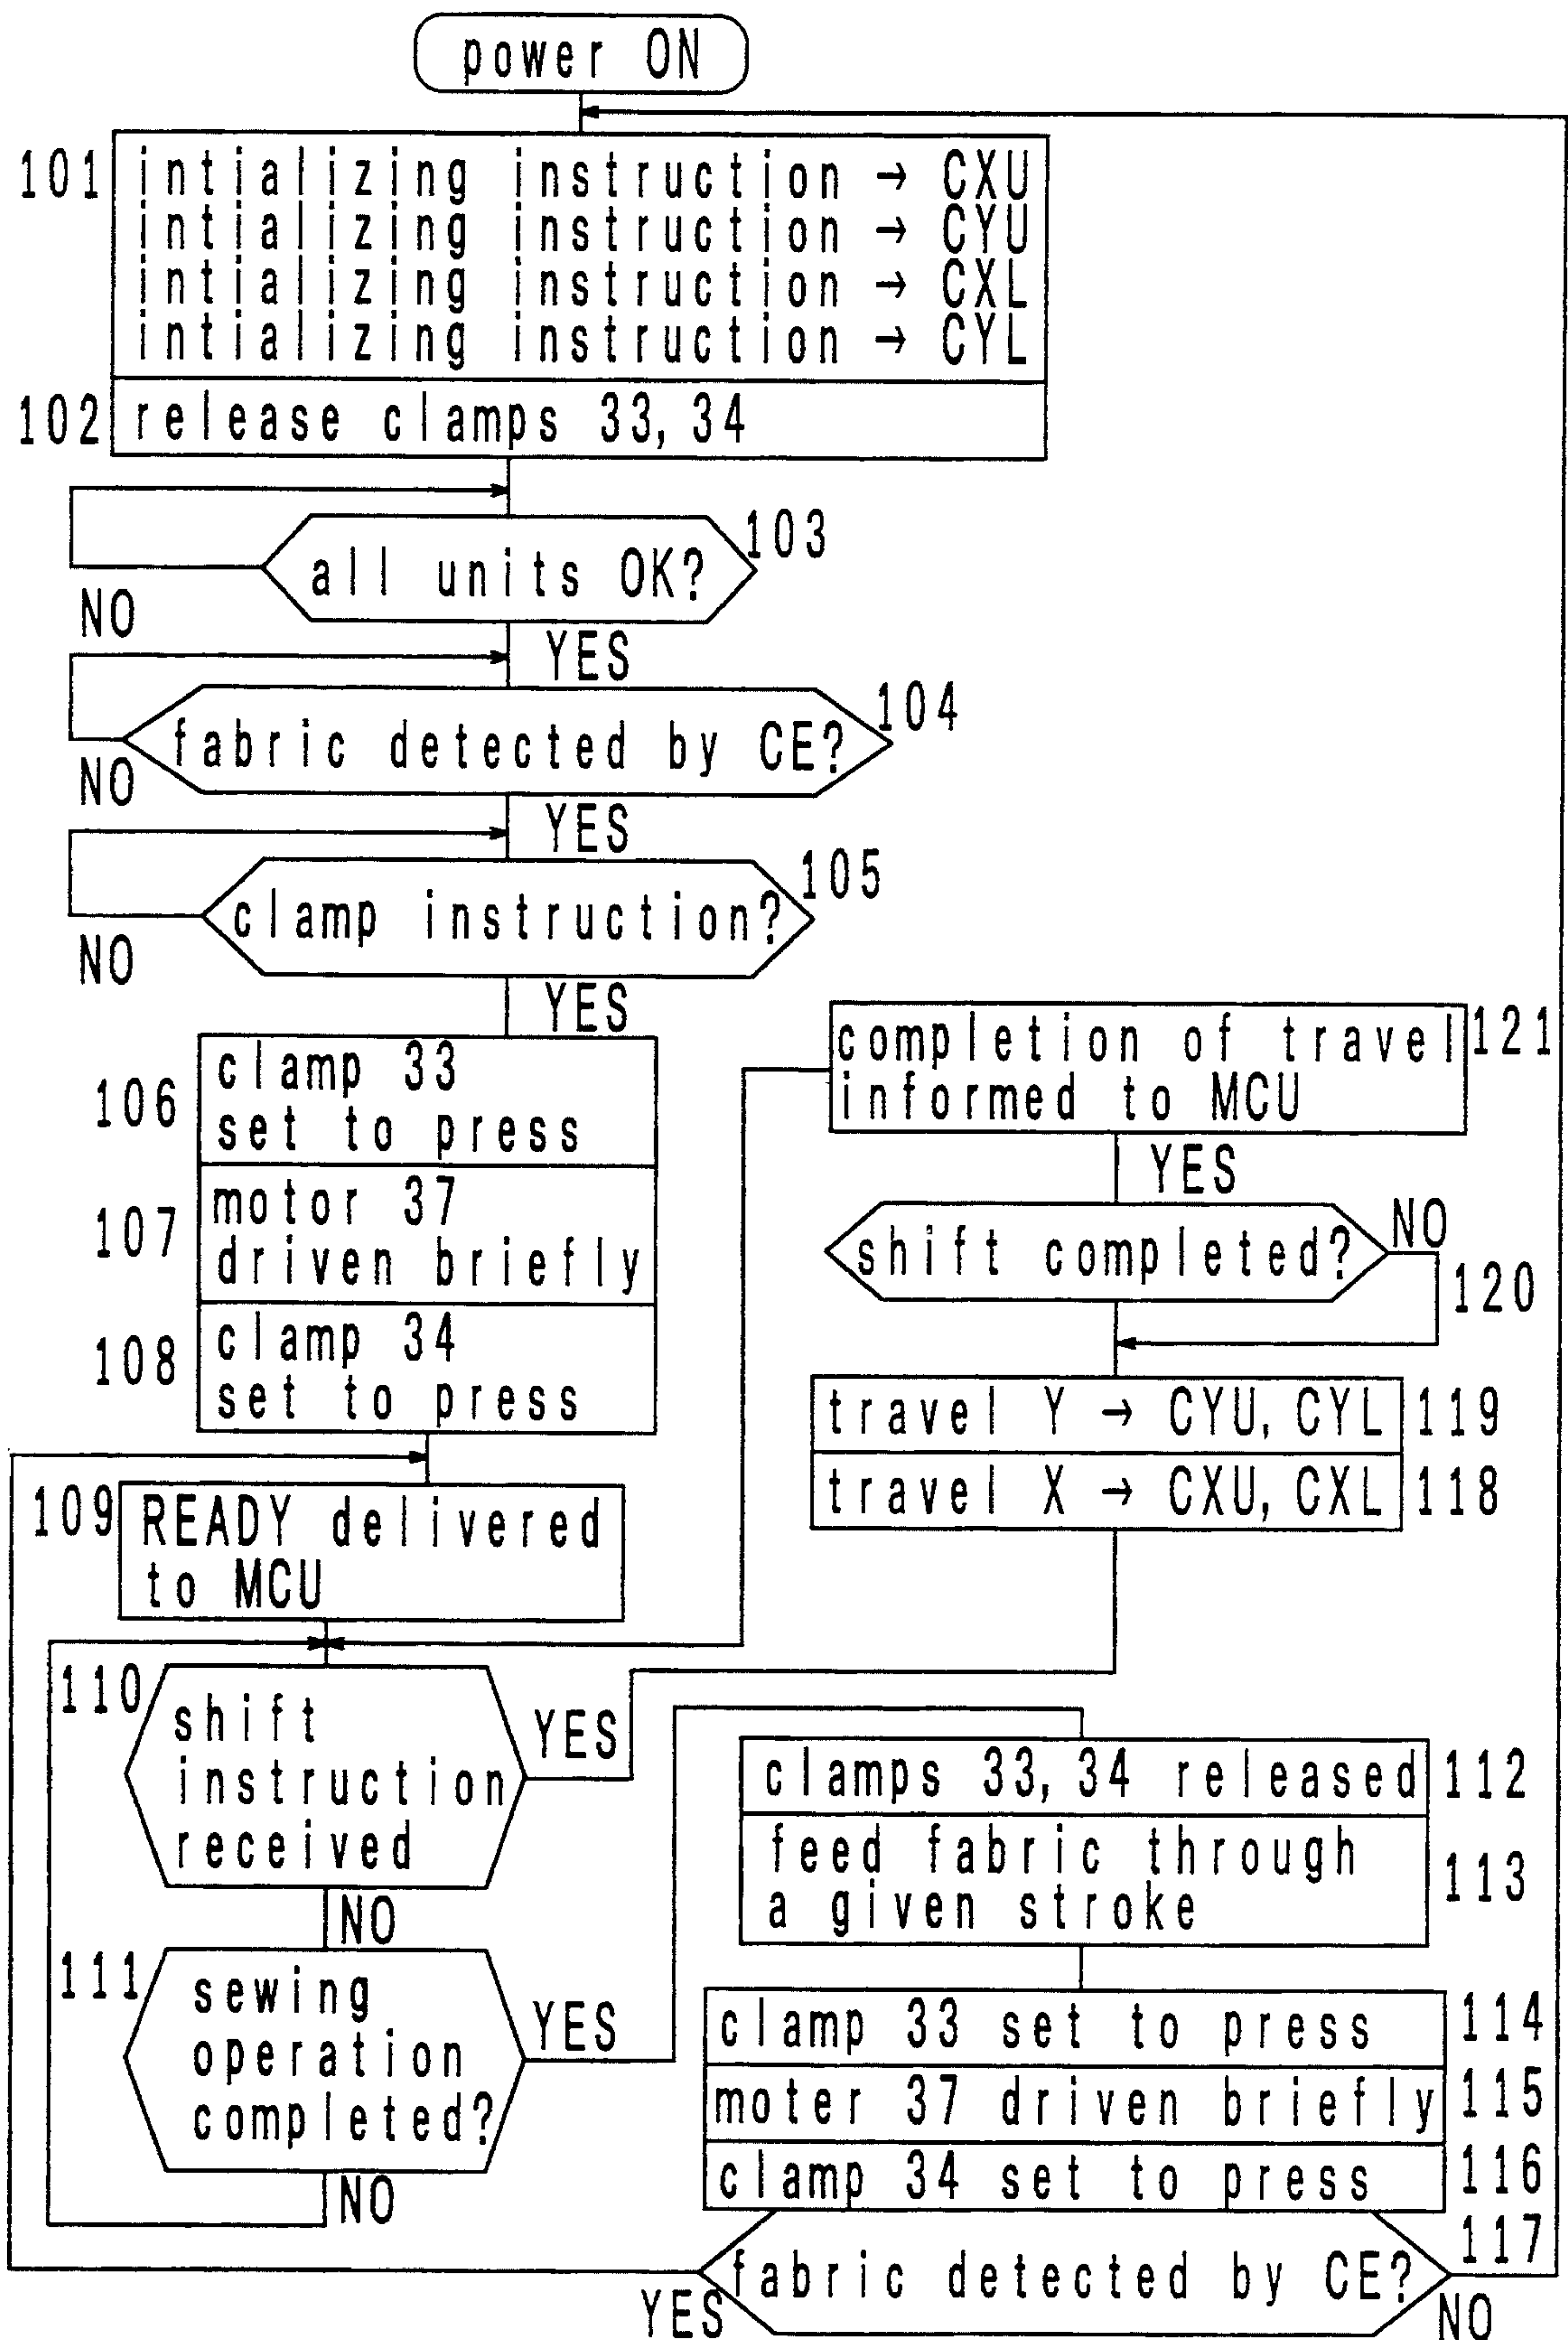 power ON
101
intializing instruction → CXU
intializing instruction → CYU
intializing instruction → CXL
intializing instruction → CYL
102
release clamps 33, 34
103
all units OK?
NO
YES
104
fabric detected by CE?
NO
YES
105
clamp instruction?
NO
YES
106
clamp 33
set to press
107
motor 37
driven briefly
108
clamp 34
set to press
109
READY delivered
to MCU
110
shift
instruction
received
YES
NO
111
sewing
operation
completed?
YES
NO
completion of travel
informed to MCU
121
YES
shift completed?
NO
120
travel Y → CYU, CYL
119
travel X → CXU, CXL
118
clamps 33, 34 released
112
feed fabric through
a given stroke
113
clamp 33 set to press
114
moter 37 driven briefly
115
clamp 34 set to press
116
117
fabric detected by CE?
YES
NO